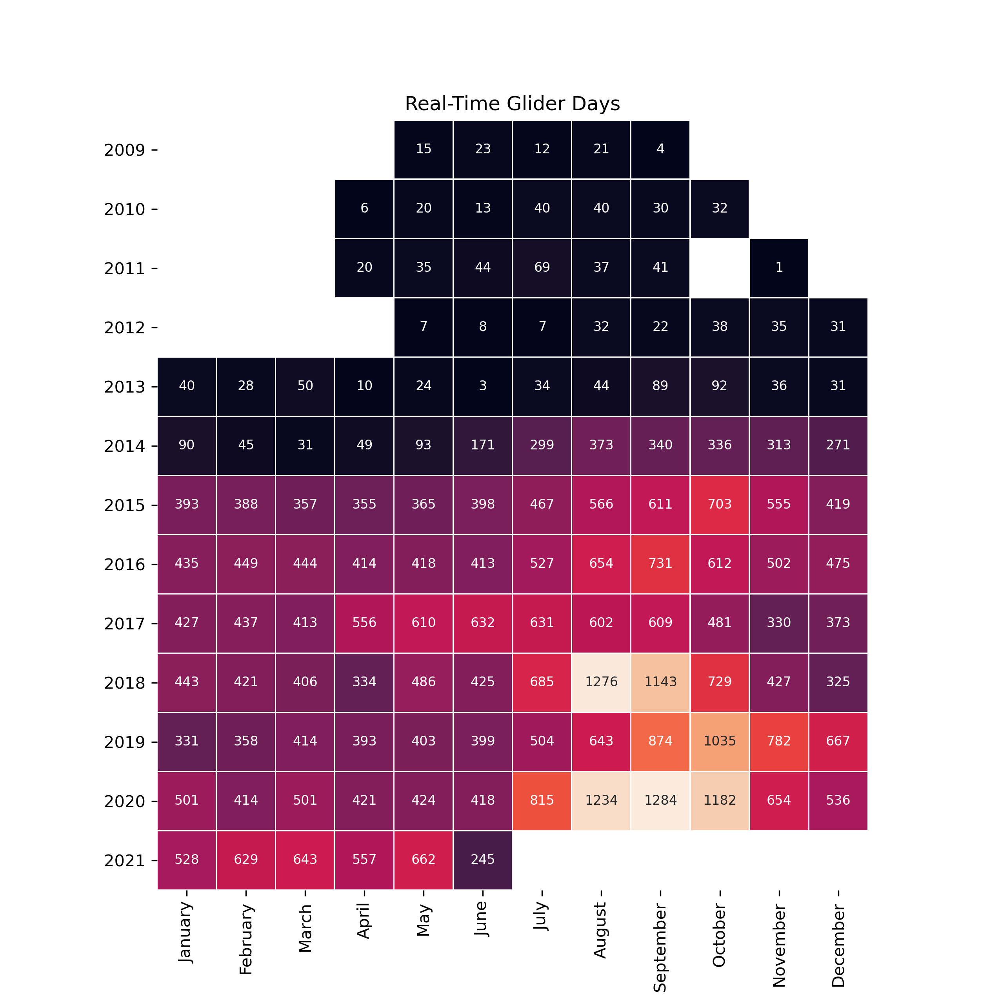 Real-Time Glider Days
2009 15 23 12 21 4
2010 6 20 13 40 40 30 32
2011 20 35 44 69 37 41 1
2012 7 8 7 32 22 38 35 31
2013 40 28 50 10 24 3 34 44 89 92 36 31
2014 90 45 31 49 93 171 299 373 340 336 313 271
2015 393 388 357 355 365 398 467 566 611 703 555 419
2016 435 449 444 414 418 413 527 654 731 612 502 475
2017 427 437 413 556 610 632 631 602 609 481 330 373
2018 443 421 406 334 486 425 685 1276 1143 729 427 325
2019 331 358 414 393 403 399 504 643 874 1035 782 667
2020 501 414 501 421 424 418 815 1234 1284 1182 654 536
2021 528 629 643 557 662 245
January February March April May June July August September October November December